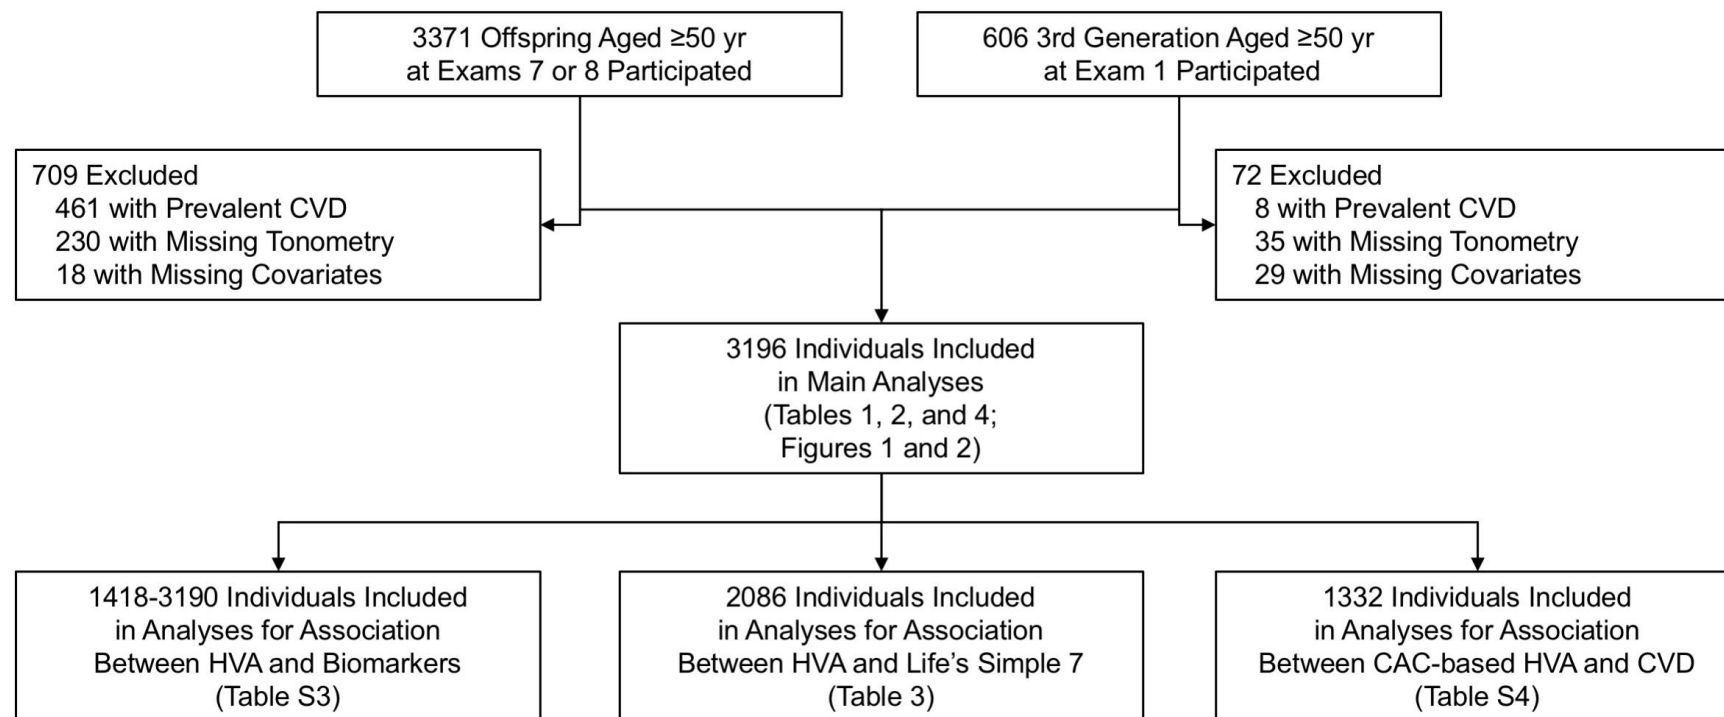 3371 Offspring Aged ≥50 yr
at Exams 7 or 8 Participated
606 3rd Generation Aged ≥50 yr
at Exam 1 Participated
709 Excluded
461 with Prevalent CVD
230 with Missing Tonometry
18 with Missing Covariates
72 Excluded
8 with Prevalent CVD
35 with Missing Tonometry
29 with Missing Covariates
3196 Individuals Included
in Main Analyses
(Tables 1, 2, and 4;
Figures 1 and 2)
1418-3190 Individuals Included
in Analyses for Association
Between HVA and Biomarkers
(Table S3)
2086 Individuals Included
in Analyses for Association
Between HVA and Life's Simple 7
(Table 3)
1332 Individuals Included
in Analyses for Association
Between CAC-based HVA and CVD
(Table S4)